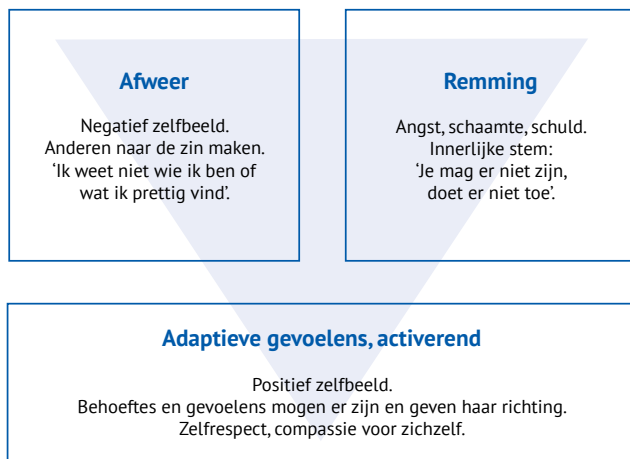 Afweer
Negatief zelfbeeld.
Anderen naar de zin maken.
‘Ik weet niet wie ik ben of
wat ik prettig vind’.
Remming
Angst, schaamte, schuld.
Innerlijke stem:
‘Je mag er niet zijn,
doet er niet toe’.
Adaptieve gevoelens, activerend
Positief zelfbeeld.
Behoeftes en gevoelens mogen er zijn en geven haar richting.
Zelfrespect, compassie voor zichzelf.